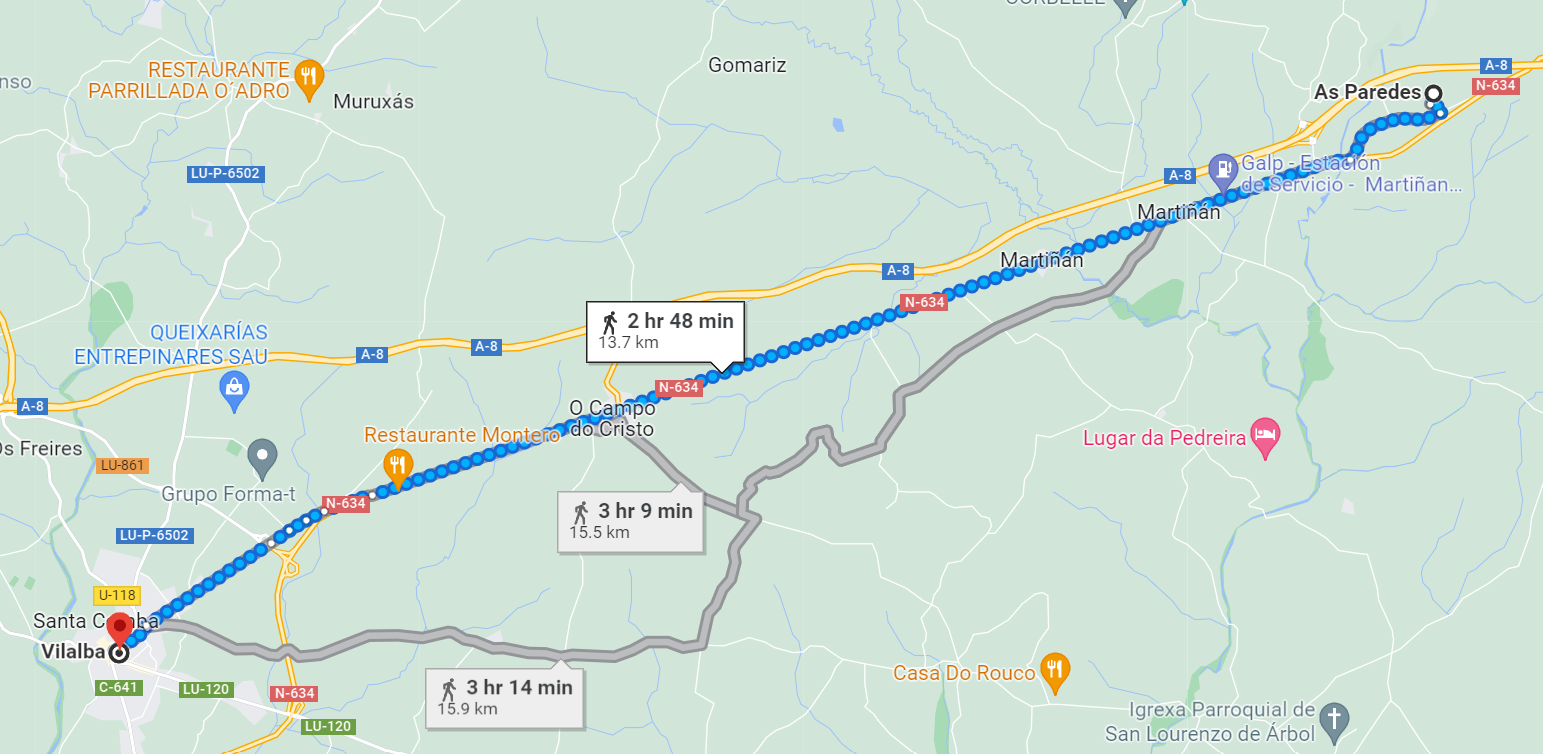 Gomariz
RESTAURANTE
PARRILLADA O´ADRO
Muruxás
A-8
N-634
As Paredes
LU-P-6502
A-8
Galp - Estación
de Servicio - Martiñan...
Martiñán
Martiñán
A-8
N-634
2 hr 48 min
13.7 km
QUEIXARÍAS
ENTREPINARES SAU
A-8
A-8
A-8
N-634
O Campo
do Cristo
Restaurante Montero
Lugar da Pedreira
Os Freires
LU-861
Grupo Forma-t
N-634
3 hr 9 min
15.5 km
LU-P-6502
U-118
Vilalba
C-641
LU-120
N-634
LU-120
3 hr 14 min
15.9 km
Casa Do Rouco
Igrexa Parroquial de
San Lourenzo de Árbol